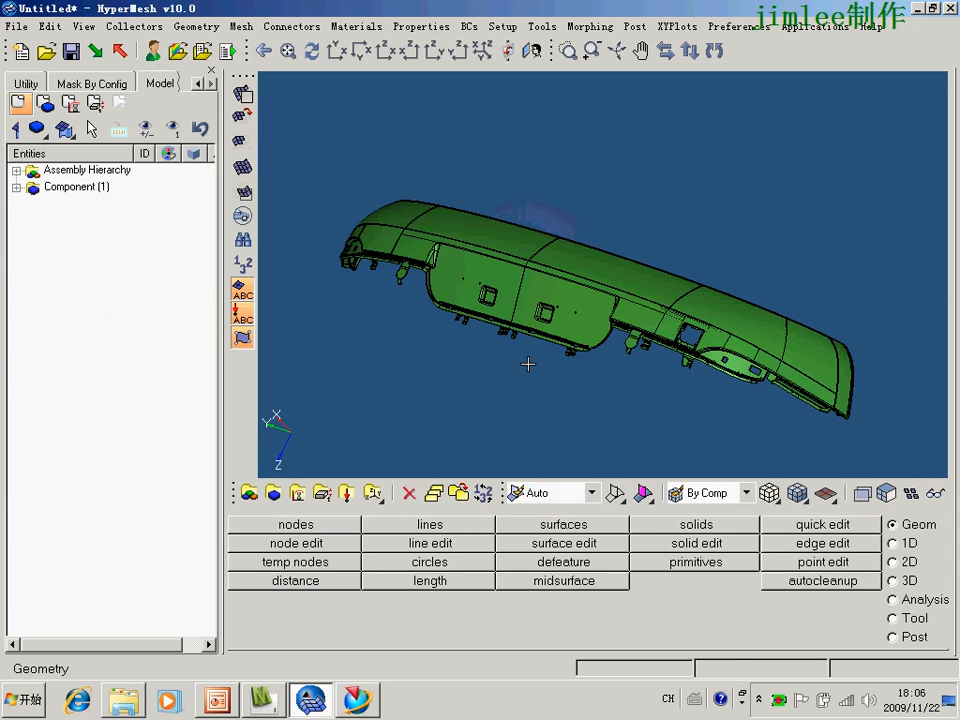 Untitled* - HyperMesh v10.0
jimlee制作
File Edit View Collectors Geometry Mesh Connectors Materials Properties BCs Setup Tools Morphing Post XYPlots Preferences Applications Help
Utility Mask By Config Model
Entities ID
Assembly Hierarchy
Component (1)
123
ABC
ABC
X
Y
Z
Auto By Comp
nodes lines surfaces solids quick edit Geom
node edit line edit surface edit solid edit edge edit 1D
temp nodes circles defeature primitives point edit 2D
distance length midsurface autocleanup 3D
Analysis
Tool
Post
Geometry
开始 CH 18:06
2009/11/22